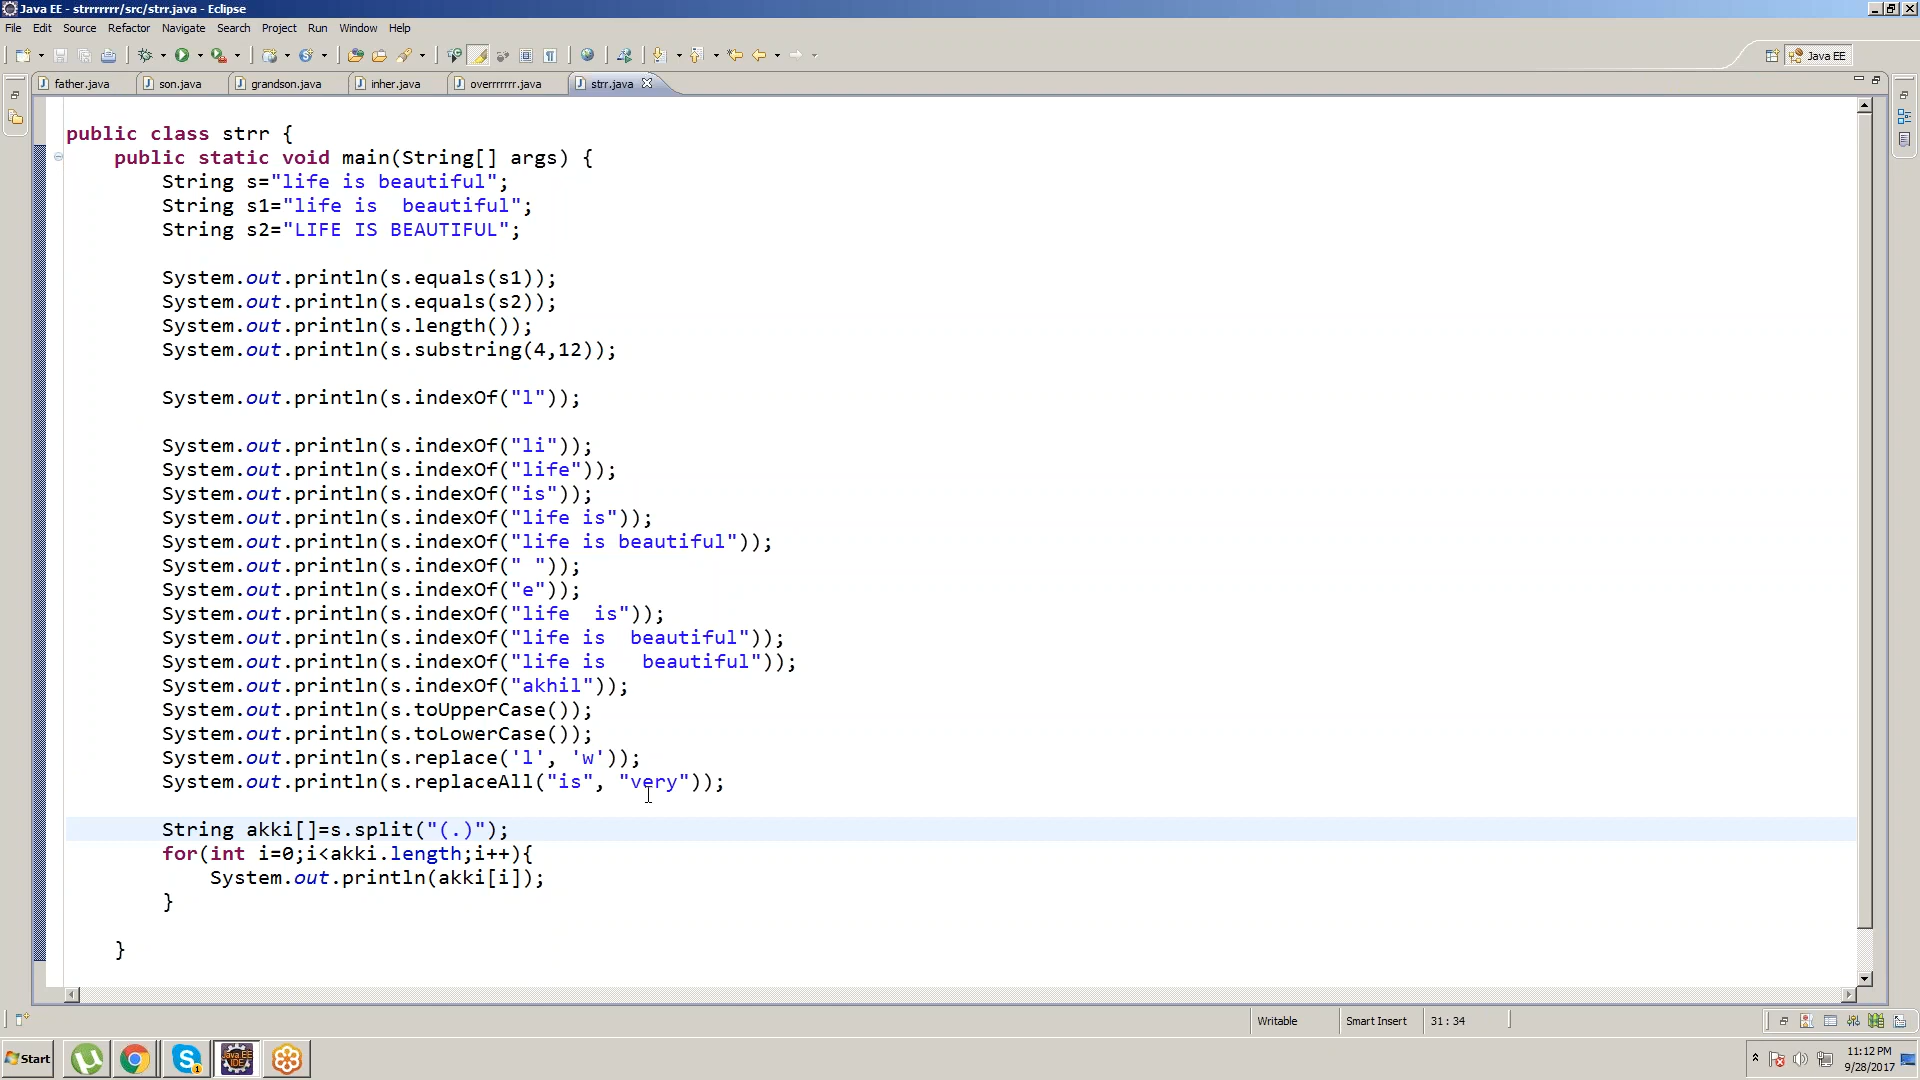 Java EE - strrrrrrr/src/strr.java - Eclipse
File Edit Source Refactor Navigate Search Project Run Window Help
Java EE
father.java son.java grandson.java inher.java overrrrrrr.java strr.java
public class strr {
public static void main(String[] args) {
String s="life is beautiful";
String s1="life is  beautiful";
String s2="LIFE IS BEAUTIFUL";
System.out.println(s.equals(s1));
System.out.println(s.equals(s2));
System.out.println(s.length());
System.out.println(s.substring(4,12));
System.out.println(s.indexOf("l"));
System.out.println(s.indexOf("li"));
System.out.println(s.indexOf("life"));
System.out.println(s.indexOf("is"));
System.out.println(s.indexOf("life is"));
System.out.println(s.indexOf("life is beautiful"));
System.out.println(s.indexOf(" "));
System.out.println(s.indexOf("e"));
System.out.println(s.indexOf("life  is"));
System.out.println(s.indexOf("life is  beautiful"));
System.out.println(s.indexOf("life is   beautiful"));
System.out.println(s.indexOf("akhil"));
System.out.println(s.toUpperCase());
System.out.println(s.toLowerCase());
System.out.println(s.replace('l', 'w'));
System.out.println(s.replaceAll("is", "very"));
String akki[]=s.split("(.)");
for(int i=0;i<akki.length;i++){
System.out.println(akki[i]);
}
}
Writable Smart Insert 31 : 34
Start
Java EE
IDE
11:12 PM
9/28/2017